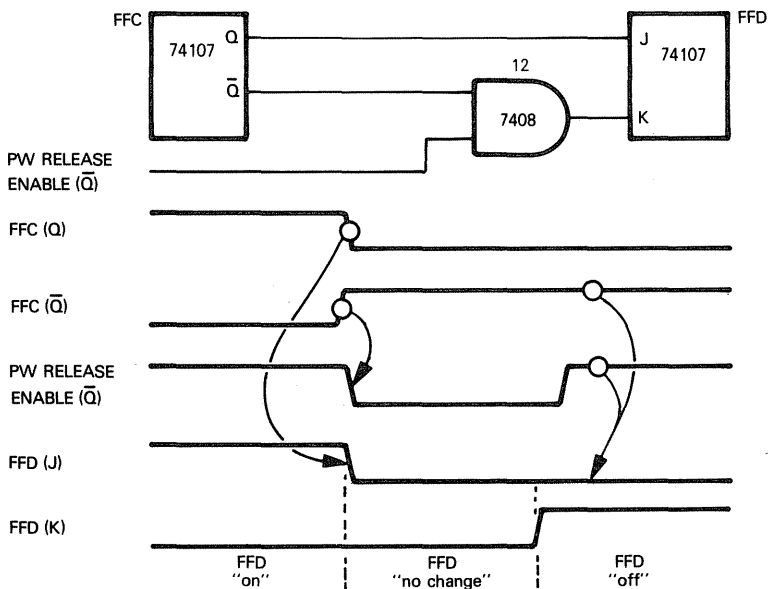 FFC
FFD
74107
Q
Q̅
J
74107
K
12
7408
PW RELEASE
ENABLE (Q̅)
FFC (Q)
FFC (Q̅)
PW RELEASE
ENABLE (Q̅)
FFD (J)
FFD (K)
FFD
"on"
FFD
"no change"
FFD
"off"